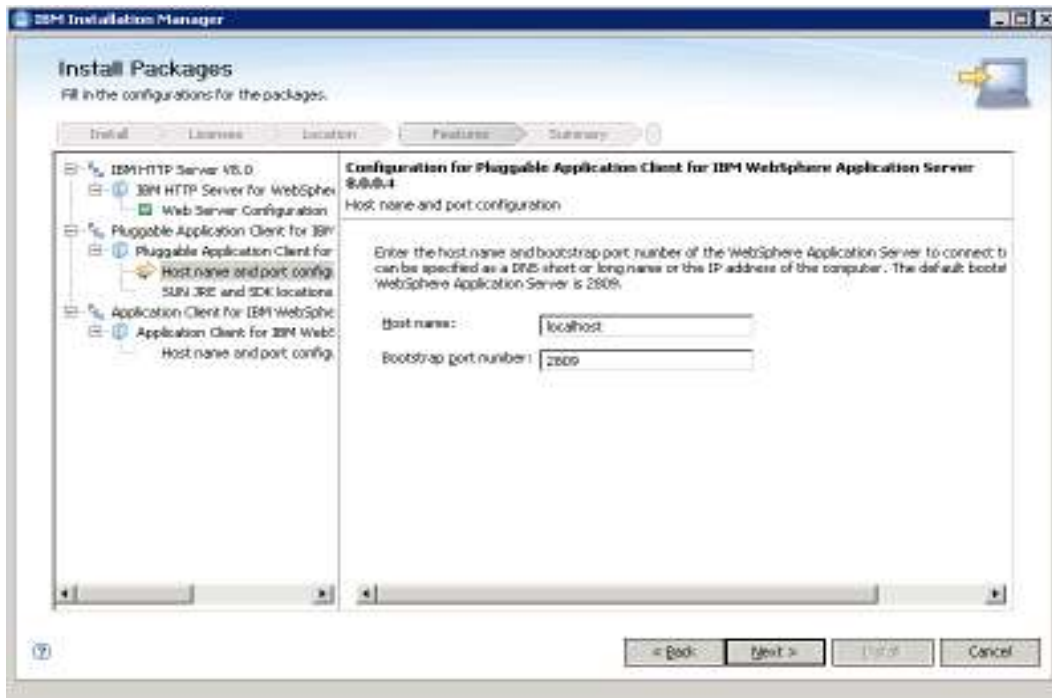 IBM Installation Manager
Install Packages
Fill in the configurations for the packages.
Install Licenses Location Features Summary
IBM HTTP Server V8.0
IBM HTTP Server for WebSpher
Web Server Configuration
Pluggable Application Client for IBM
Pluggable Application Client for
Host name and port config
SUN JRE and SDK locations
Application Client for IBM WebSphe
Application Client for IBM WebS
Host name and port config
Configuration for Pluggable Application Client for IBM WebSphere Application Server
8.0.0.4
Host name and port configuration
Enter the host name and bootstrap port number of the WebSphere Application Server to connect t
can be specified as a DNS short or long name or the IP address of the computer. The default boots
WebSphere Application Server is 2809.
Host name: localhost
Bootstrap port number: 2809
< Back Next > Install Cancel